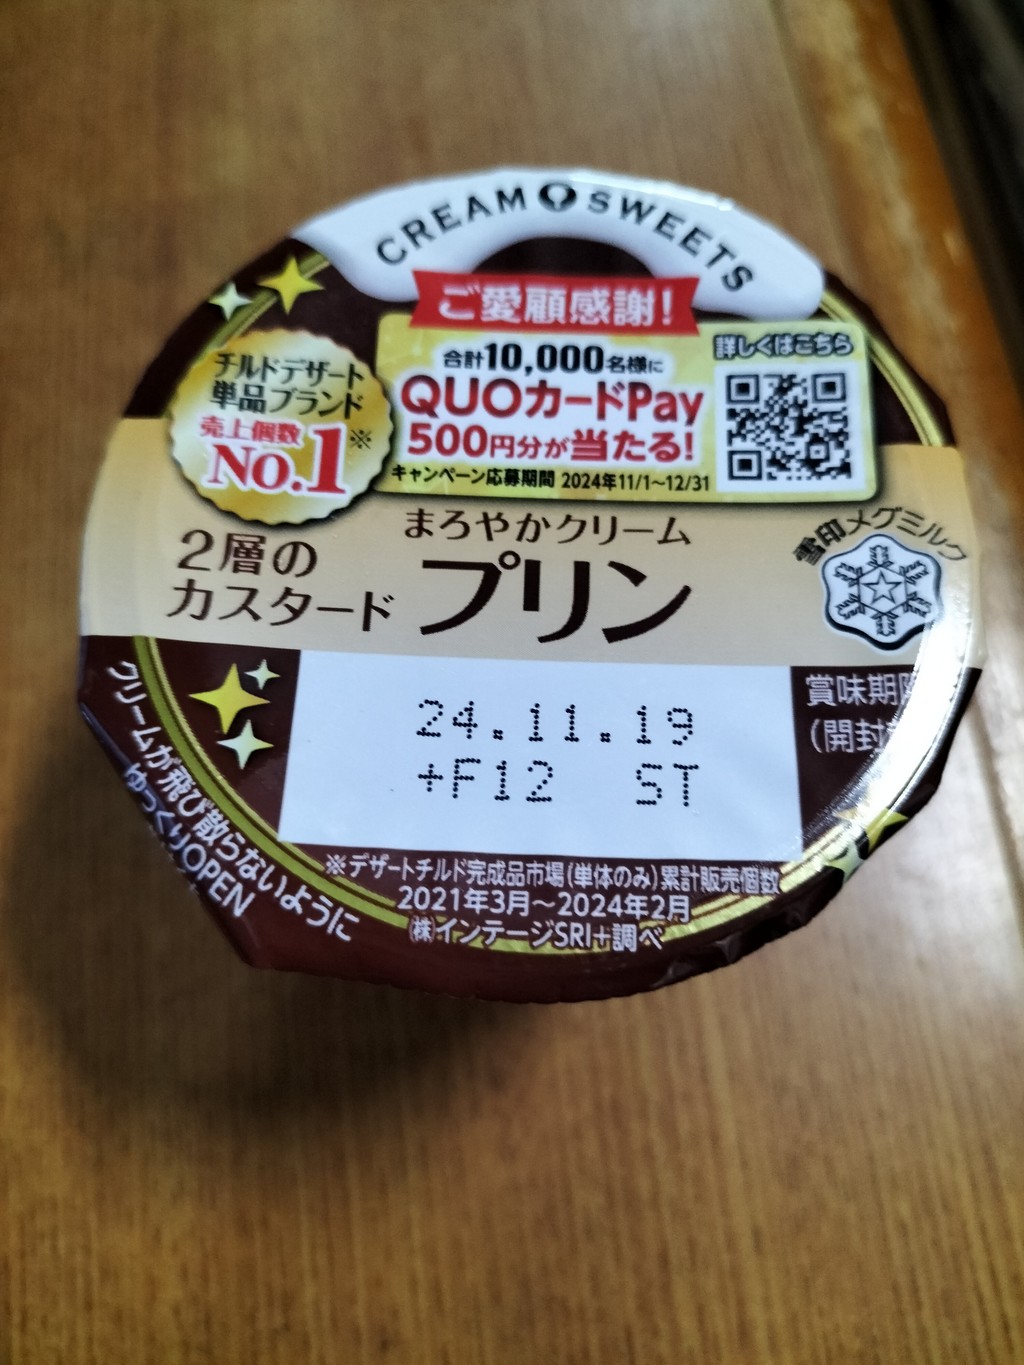 CREAM SWEETS
ご愛顧感謝!
チルドデザート
単品ブランド
売上個数
No.1※
合計10,000名様に
QUOカードPay
500円分が当たる!
キャンペーン応募期間 2024年11/1~12/31
詳しくはこちら
雪印メグミルク
まろやかクリーム
2層の
カスタード
プリン
24.11.19
+F12 ST
賞味期
(開封
クリームが飛び散らないように
ゆっくりOPEN
※デザートチルド完成品市場(単体のみ)累計販売個数
2021年3月~2024年2月
㈱インテージSRI+調べ